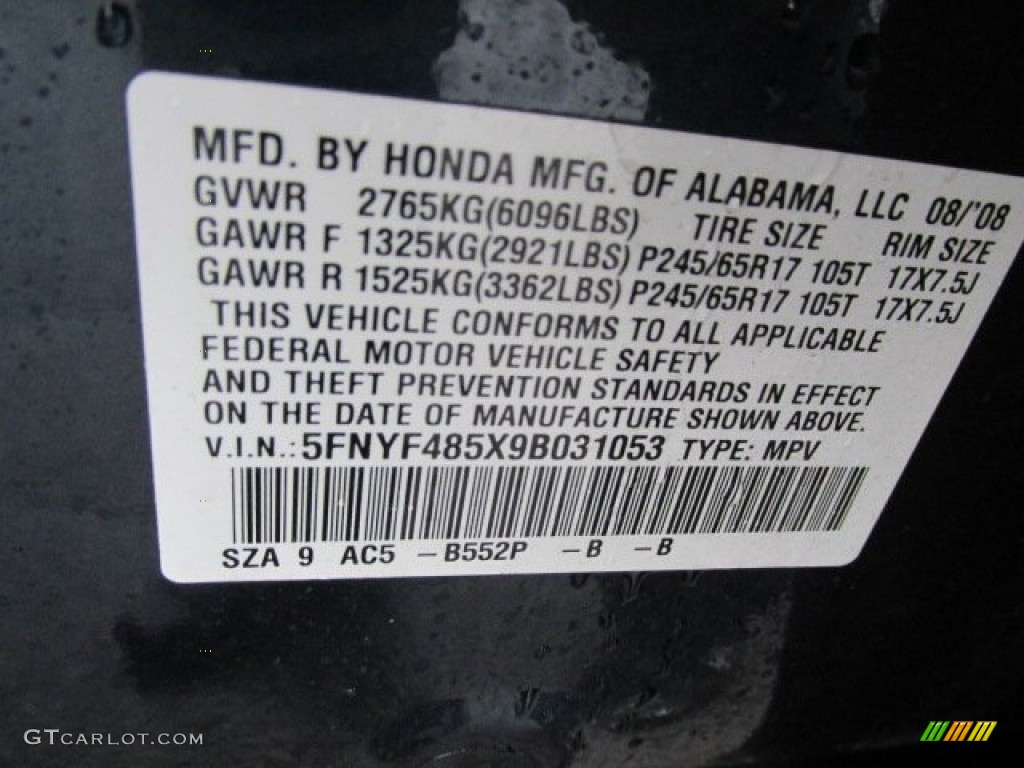 MFD. BY HONDA MFG. OF ALABAMA, LLC 08/'08
GVWR 2765KG(6096LBS) TIRE SIZE RIM SIZE
GAWR F 1325KG(2921LBS) P245/65R17 105T 17X7.5J
GAWR R 1525KG(3362LBS) P245/65R17 105T 17X7.5J
THIS VEHICLE CONFORMS TO ALL APPLICABLE
FEDERAL MOTOR VEHICLE SAFETY
AND THEFT PREVENTION STANDARDS IN EFFECT
ON THE DATE OF MANUFACTURE SHOWN ABOVE.
V.I.N.: 5FNYF485X9B031053 TYPE: MPV
SZA 9 AC5 -B552P -B -B
GTCARLOT.COM